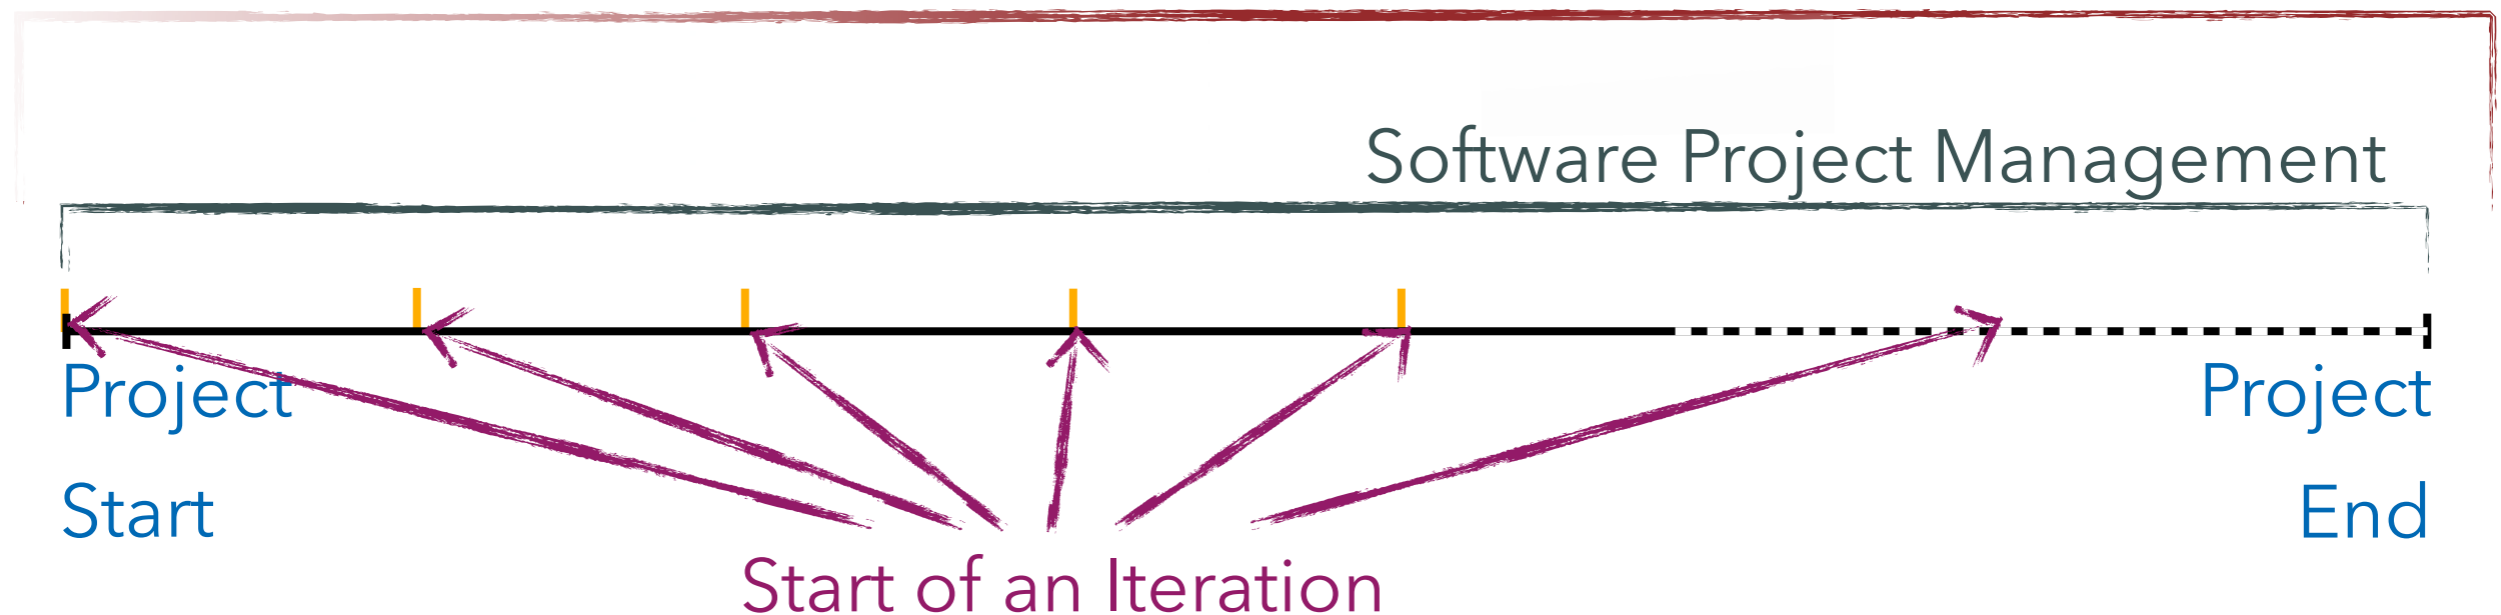 Software Project Management
Project
Start
Project
End
Start of an Iteration